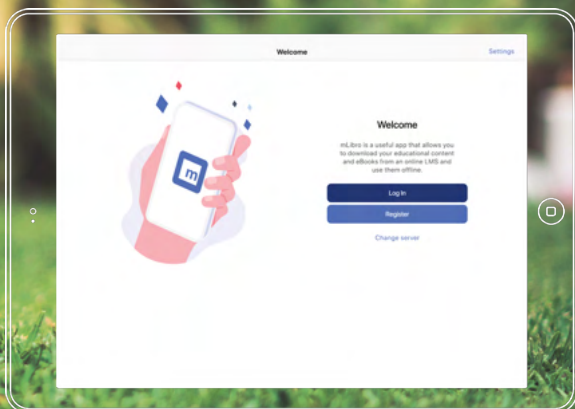 Welcome
Settings
m
Welcome
mLibro is a useful app that allows you
to download your educational content
and eBooks from an online LMS and
use them offline.
Log In
Register
Change server